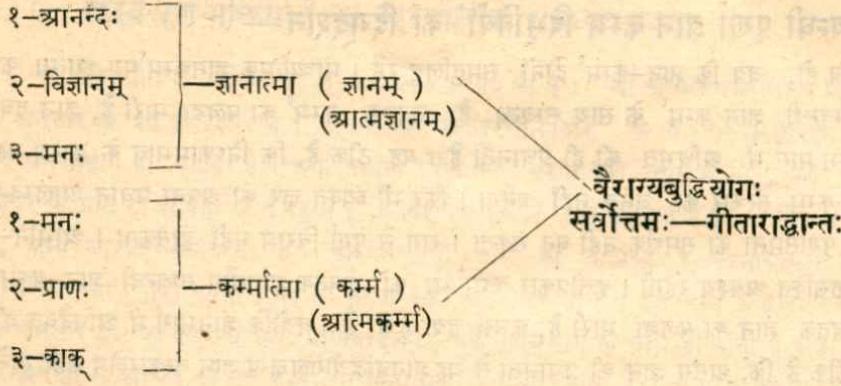 १-आनन्दः
२-विज्ञानम् —ज्ञानात्मा ( ज्ञानम् )
(आत्मज्ञानम्)
३-मनः
वैराग्यबुद्धियोगः
सर्वोत्तमः—गीताराद्धान्तः
१-मनः
२-प्राणः —कर्म्मात्मा ( कर्म्म )
(आत्मकर्म्म)
३-काक्